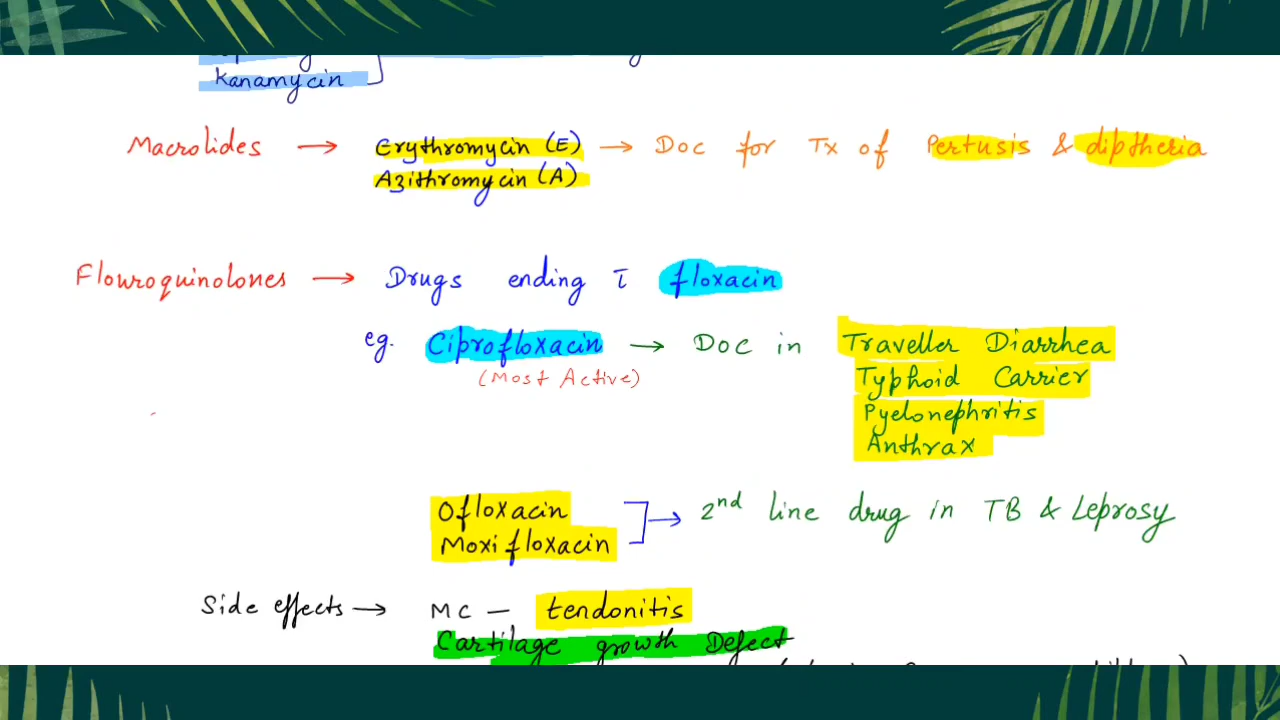 Kanamycin
Macrolides → Erythromycin (E) → Doc for Tx of Pertusis & diptheria
Azithromycin (A)
Flouroquinolones → Drugs ending τ floxacin
eg. Ciprofloxacin → Doc in Traveller Diarrhea
(Most Active)
Typhoid Carrier
Pyelonephritis
Anthrax
Ofloxacin
Moxifloxacin
→ 2nd line drug in TB & Leprosy
Side effects → MC - tendonitis
Cartilage growth Defect